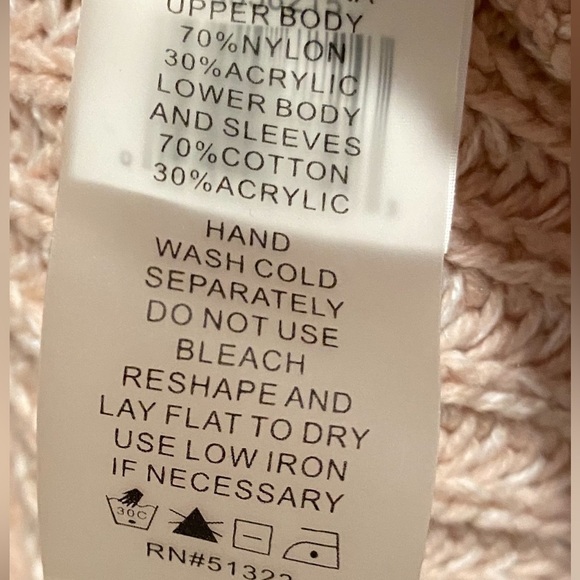 UPPER BODY
70%NYLON
30%ACRYLIC
LOWER BODY
AND SLEEVES
70%COTTON
30%ACRYLIC
HAND
WASH COLD
SEPARATELY
DO NOT USE
BLEACH
RESHAPE AND
LAY FLAT TO DRY
USE LOW IRON
IF NECESSARY
30C